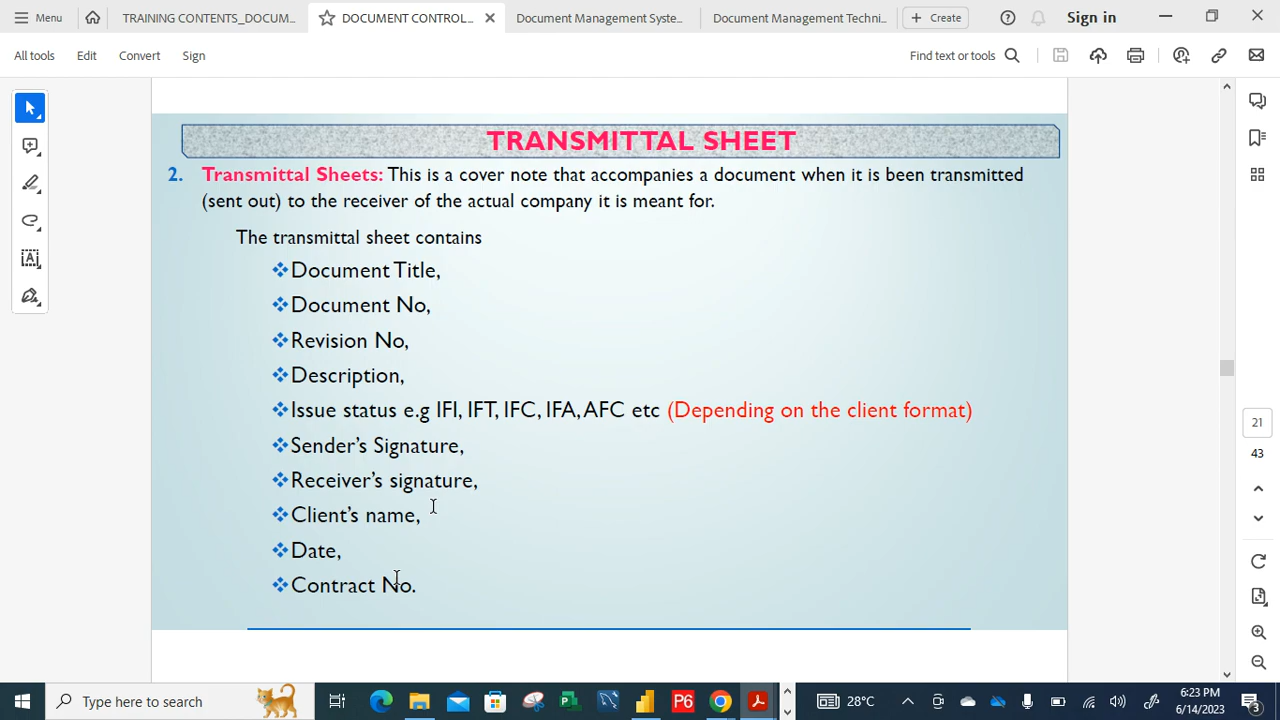 Menu
TRAINING CONTENTS_DOCUM...
DOCUMENT CONTROL...
Document Management Syste...
Document Management Techni...
Create
Sign in
All tools
Edit
Convert
Sign
Find text or tools
TRANSMITTAL SHEET
2. Transmittal Sheets: This is a cover note that accompanies a document when it is been transmitted
(sent out) to the receiver of the actual company it is meant for.
The transmittal sheet contains
❖Document Title,
❖Document No,
❖Revision No,
❖Description,
❖Issue status e.g IFI, IFT, IFC, IFA, AFC etc (Depending on the client format)
❖Sender's Signature,
❖Receiver's signature,
❖Client's name,
❖Date,
❖Contract No.
21
43
Type here to search
P6
28°C
6:23 PM
6/14/2023
3